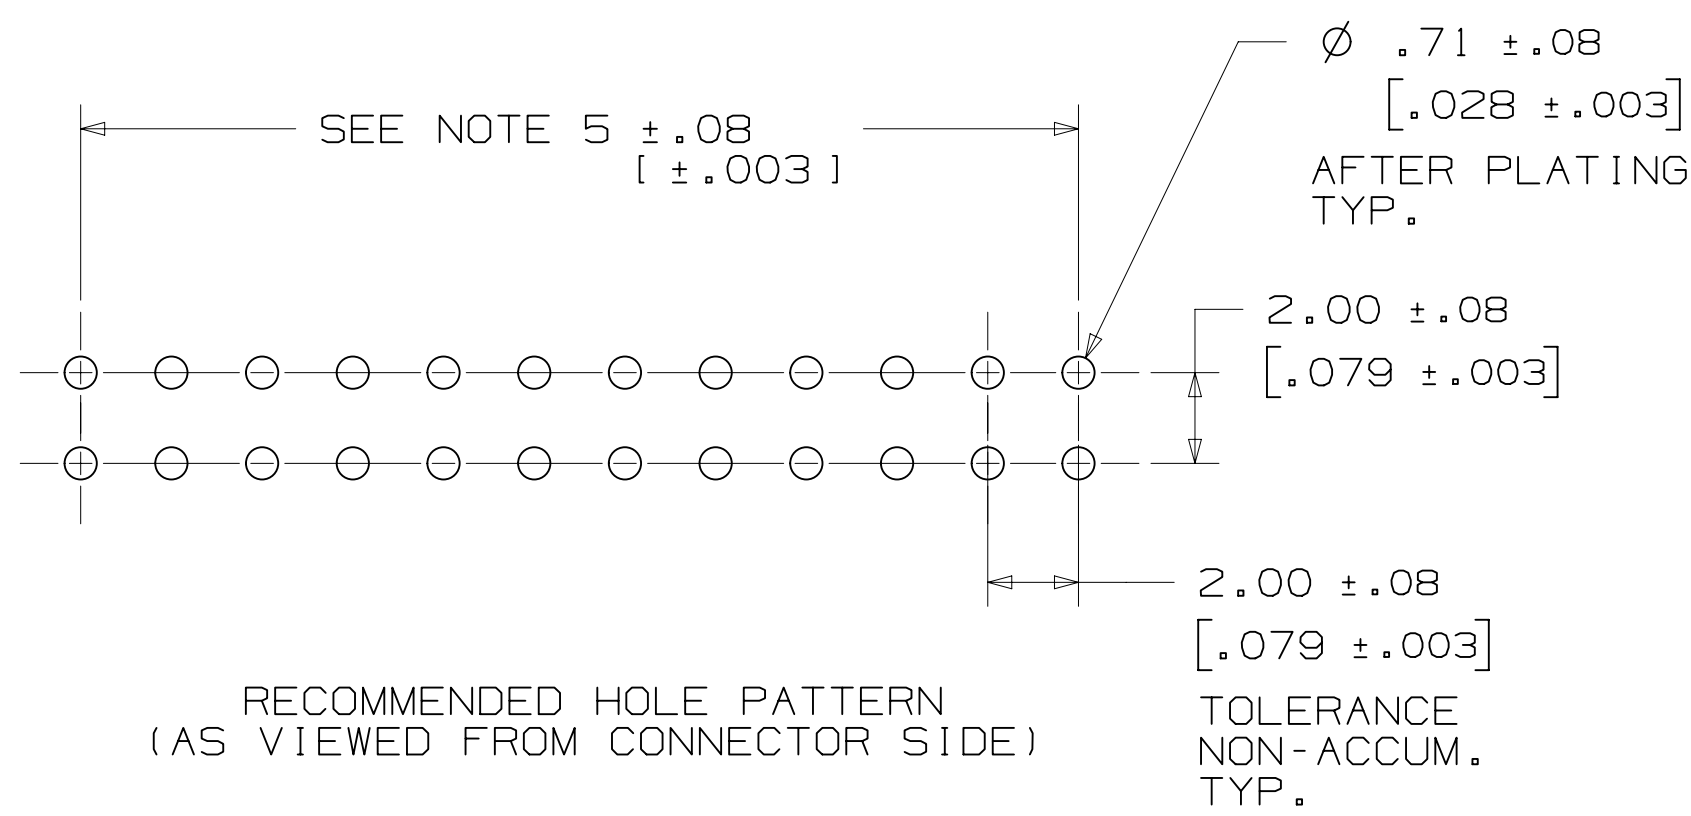 Ø .71 ±.08
[.028 ±.003]
AFTER PLATING
TYP.
SEE NOTE 5 ±.08
[ ±.003 ]
2.00 ±.08
[.079 ±.003]
2.00 ±.08
[.079 ±.003]
TOLERANCE
NON-ACCUM.
TYP.
RECOMMENDED HOLE PATTERN
(AS VIEWED FROM CONNECTOR SIDE)